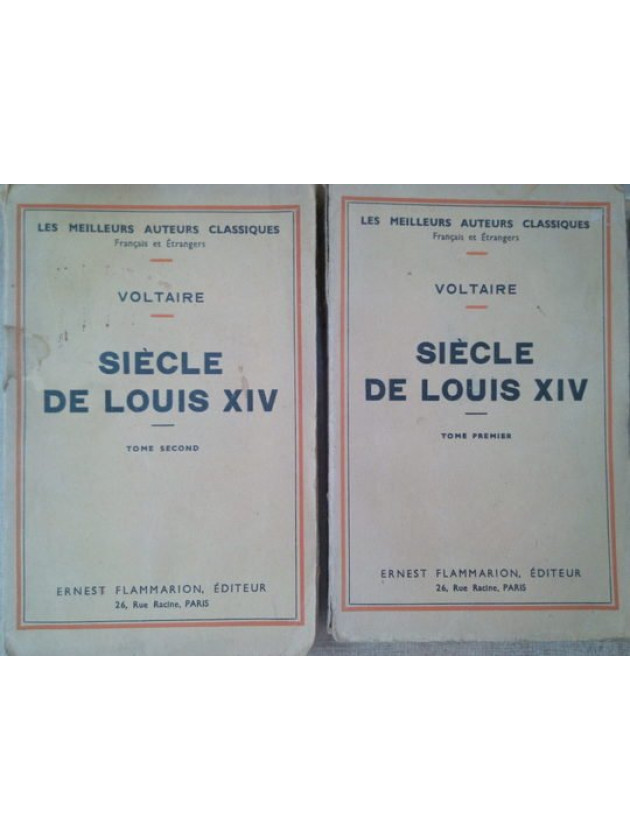 LES MEILLEURS AUTEURS CLASSIQUES
Français et Étrangers
VOLTAIRE
SIÈCLE
DE LOUIS XIV
TOME SECOND
ERNEST FLAMMARION, ÉDITEUR
26, Rue Racine, PARIS
LES MEILLEURS AUTEURS CLASSIQUES
Français et Étrangers
VOLTAIRE
SIÈCLE
DE LOUIS XIV
TOME PREMIER
ERNEST FLAMMARION, ÉDITEUR
26, Rue Racine, PARIS